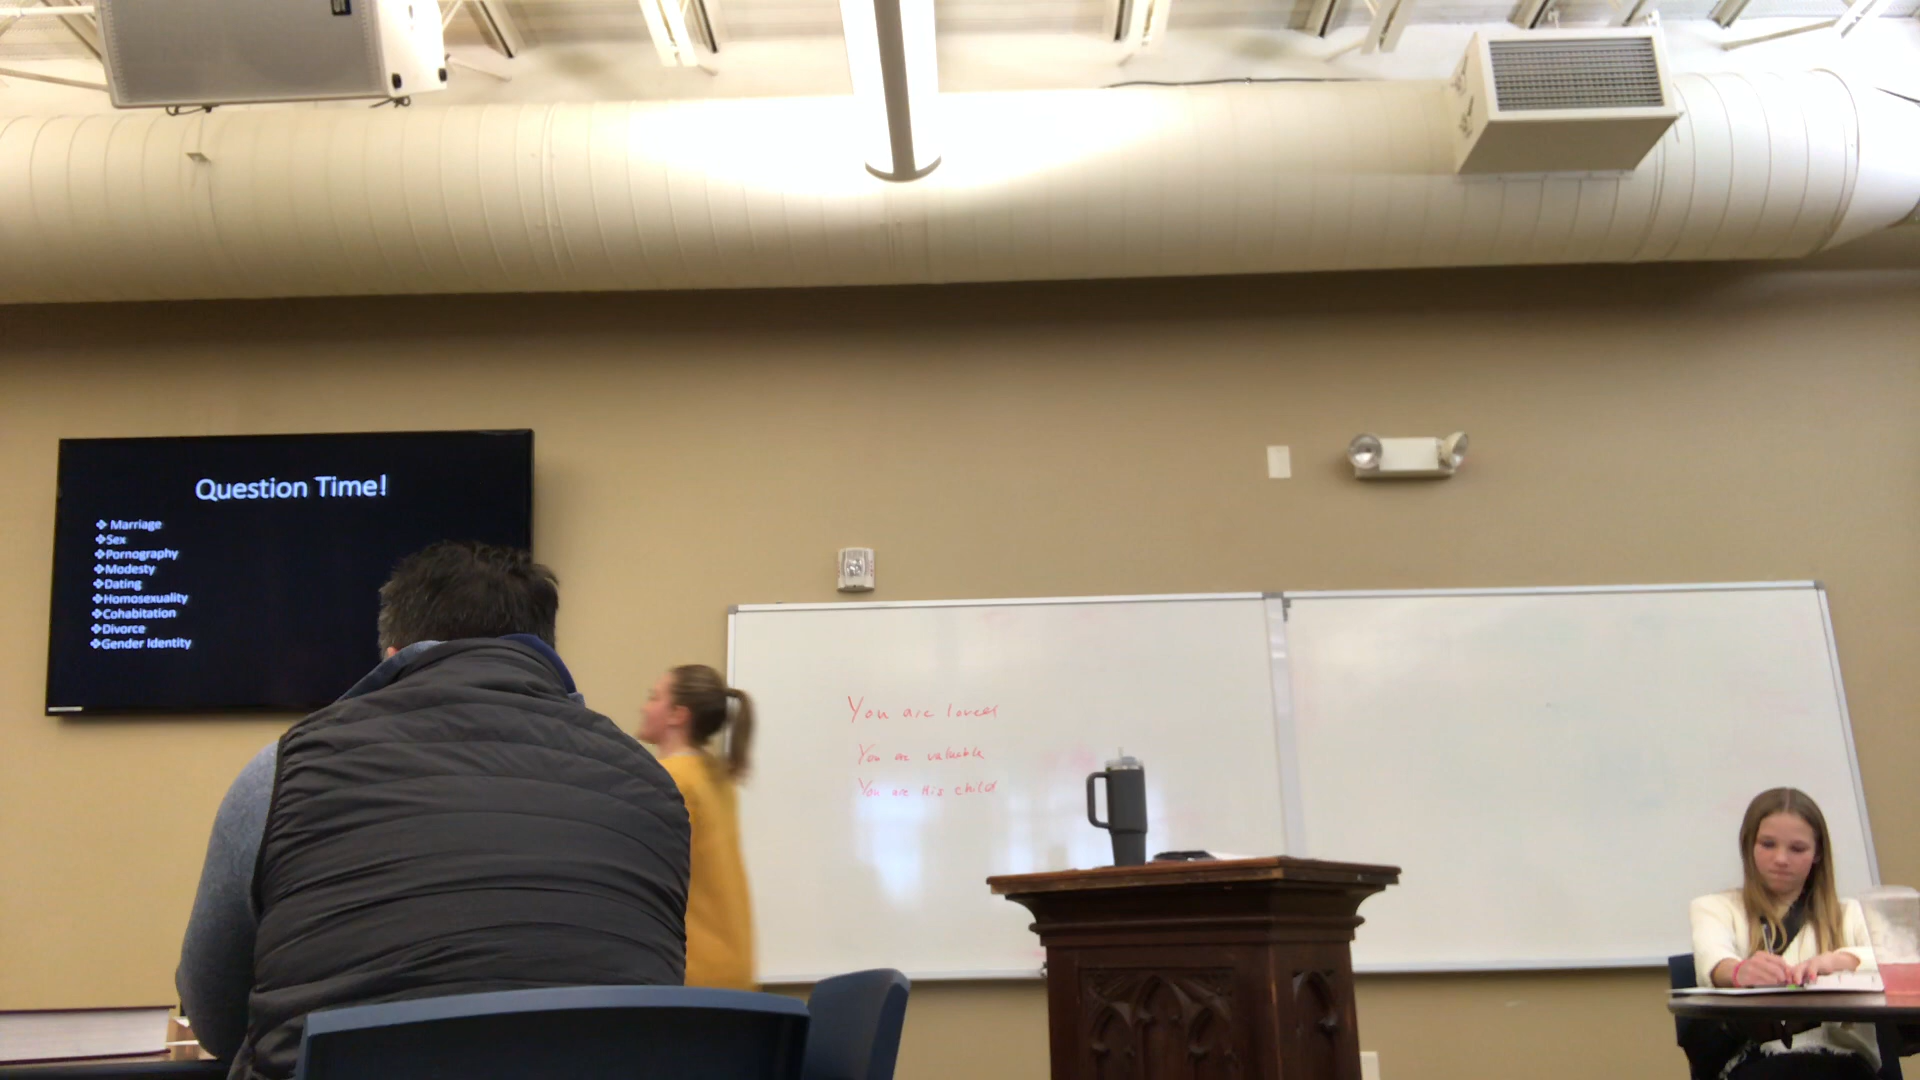 Question Time!
❖ Marriage
❖Sex
❖Pornography
❖Modesty
❖Dating
❖Homosexuality
❖Cohabitation
❖Divorce
❖Gender Identity
You are loved
You are valuable
You are His child